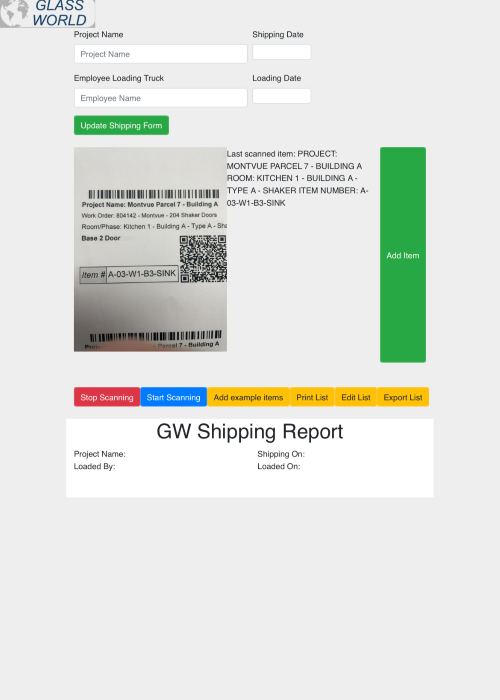 GLASS
WORLD
Project Name
Shipping Date
Project Name
Employee Loading Truck
Loading Date
Employee Name
Update Shipping Form
Project Name: Montvue Parcel 7 - Building A
Work Order: 804142 - Montvue - 204 Shaker Doors
Room/Phase: Kitchen 1 - Building A - Type A - Sha
Base 2 Door
Item # A-03-W1-B3-SINK
Parcel 7 - Building A
Last scanned item: PROJECT:
MONTVUE PARCEL 7 - BUILDING A
ROOM: KITCHEN 1 - BUILDING A -
TYPE A - SHAKER ITEM NUMBER: A-
03-W1-B3-SINK
Add Item
Stop Scanning
Start Scanning
Add example items
Print List
Edit List
Export List
GW Shipping Report
Project Name:
Shipping On:
Loaded By:
Loaded On: